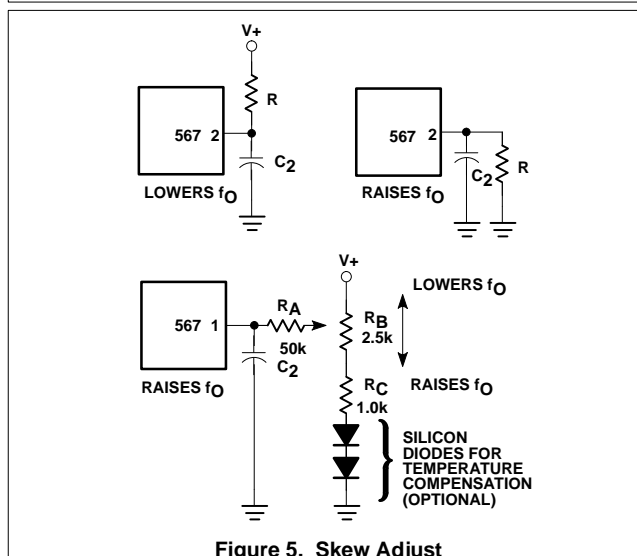 V+
R
567 2
C2
LOWERS fO
567 2
C2
R
RAISES fO
V+
LOWERS fO
567 1
RA
50k
C2
RAISES fO
RB
2.5k
RAISES fO
RC
1.0k
SILICON
DIODES FOR
TEMPERATURE
COMPENSATION
(OPTIONAL)
Figure 5. Skew Adjust